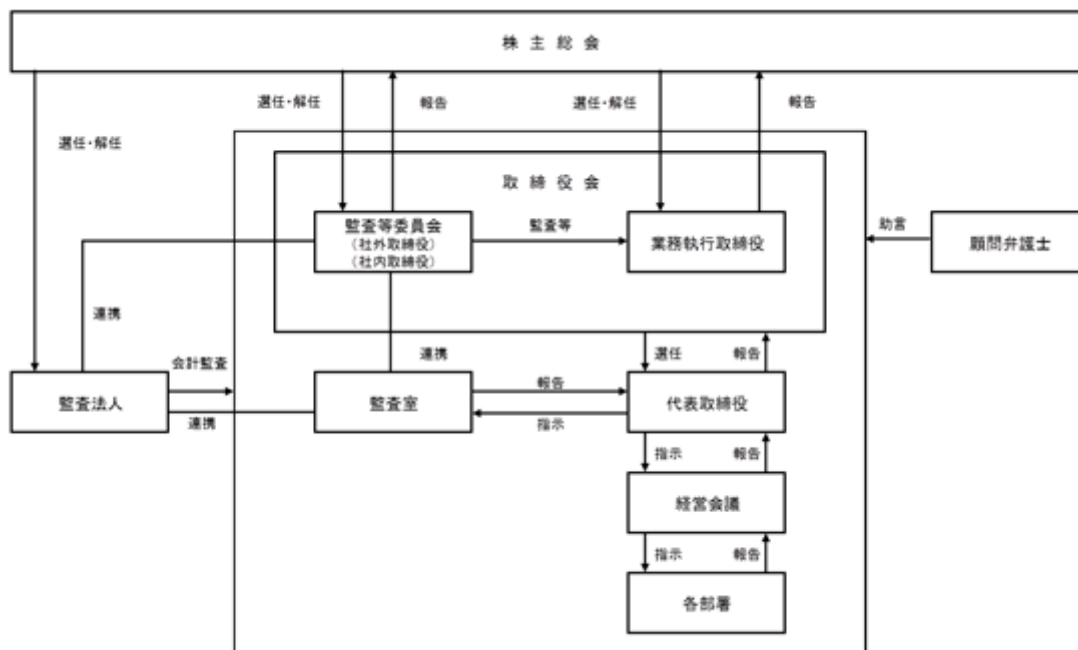 株主総会
選任・解任
報告
選任・解任
報告
選任・解任
取締役会
監査等委員会
(社外取締役)
(社内取締役)
監査等
業務執行取締役
助言
顧問弁護士
連携
連携
選任
報告
会計監査
監査法人
連携
監査室
報告
指示
代表取締役
指示
報告
経営会議
指示
報告
各部署